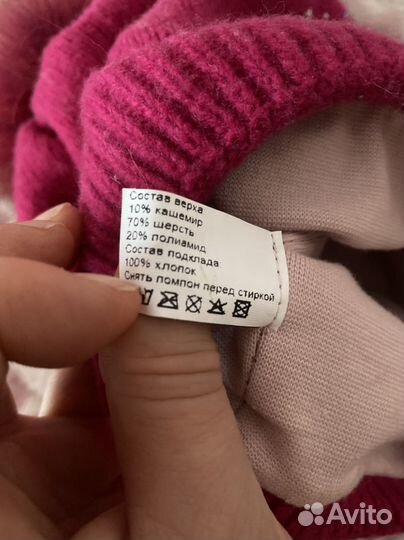 Состав верха
10% кашемир
70% шерсть
20% полиамид
Состав подклада
100% хлопок
Снять помпон перед стиркой
Avito